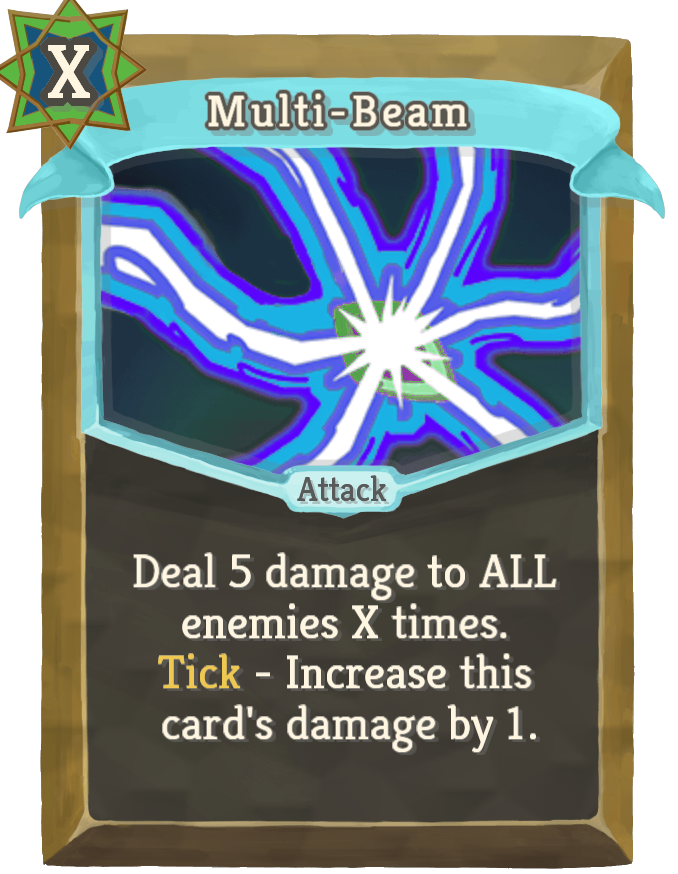 X
Multi-Beam
Attack
Deal 5 damage to ALL
enemies X times.
Tick - Increase this
card's damage by 1.